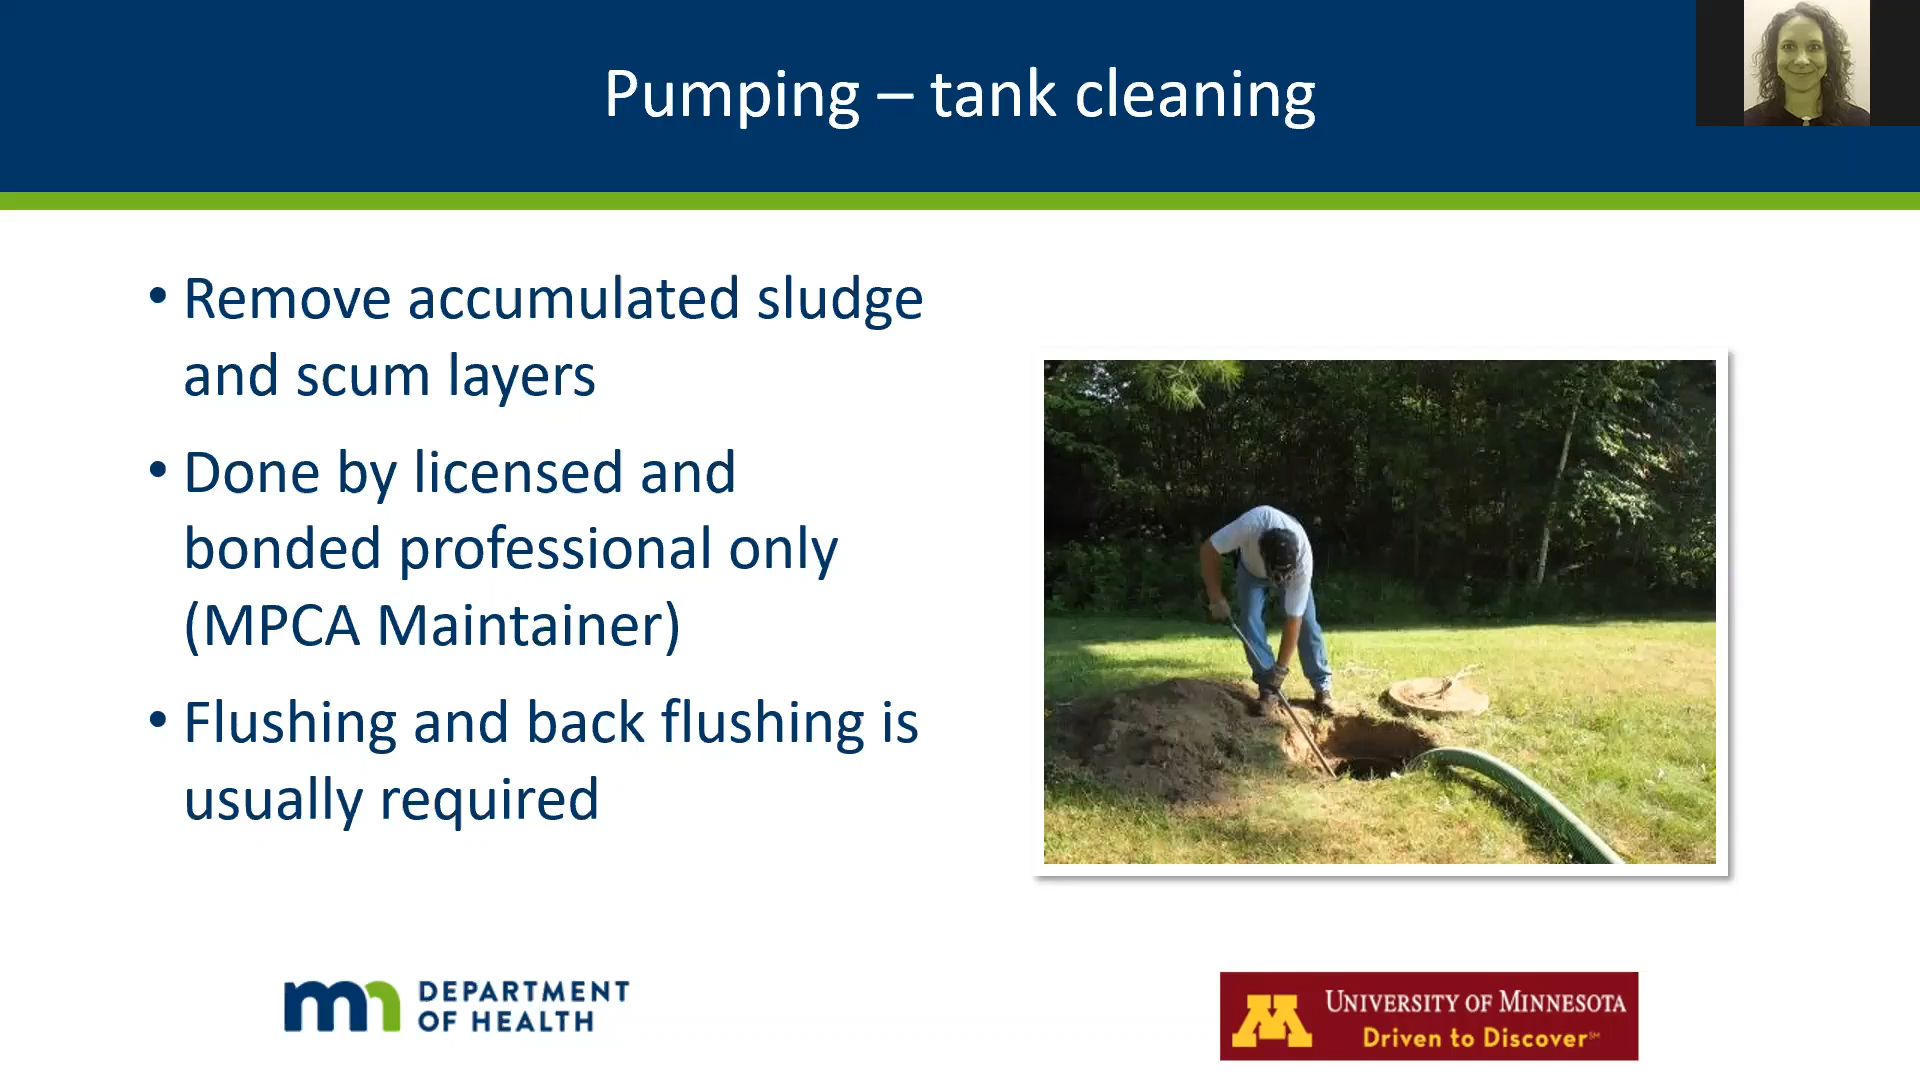 Pumping – tank cleaning
• Remove accumulated sludge
and scum layers
• Done by licensed and
bonded professional only
(MPCA Maintainer)
• Flushing and back flushing is
usually required
mn DEPARTMENT
OF HEALTH
M UNIVERSITY OF MINNESOTA
Driven to Discover℠